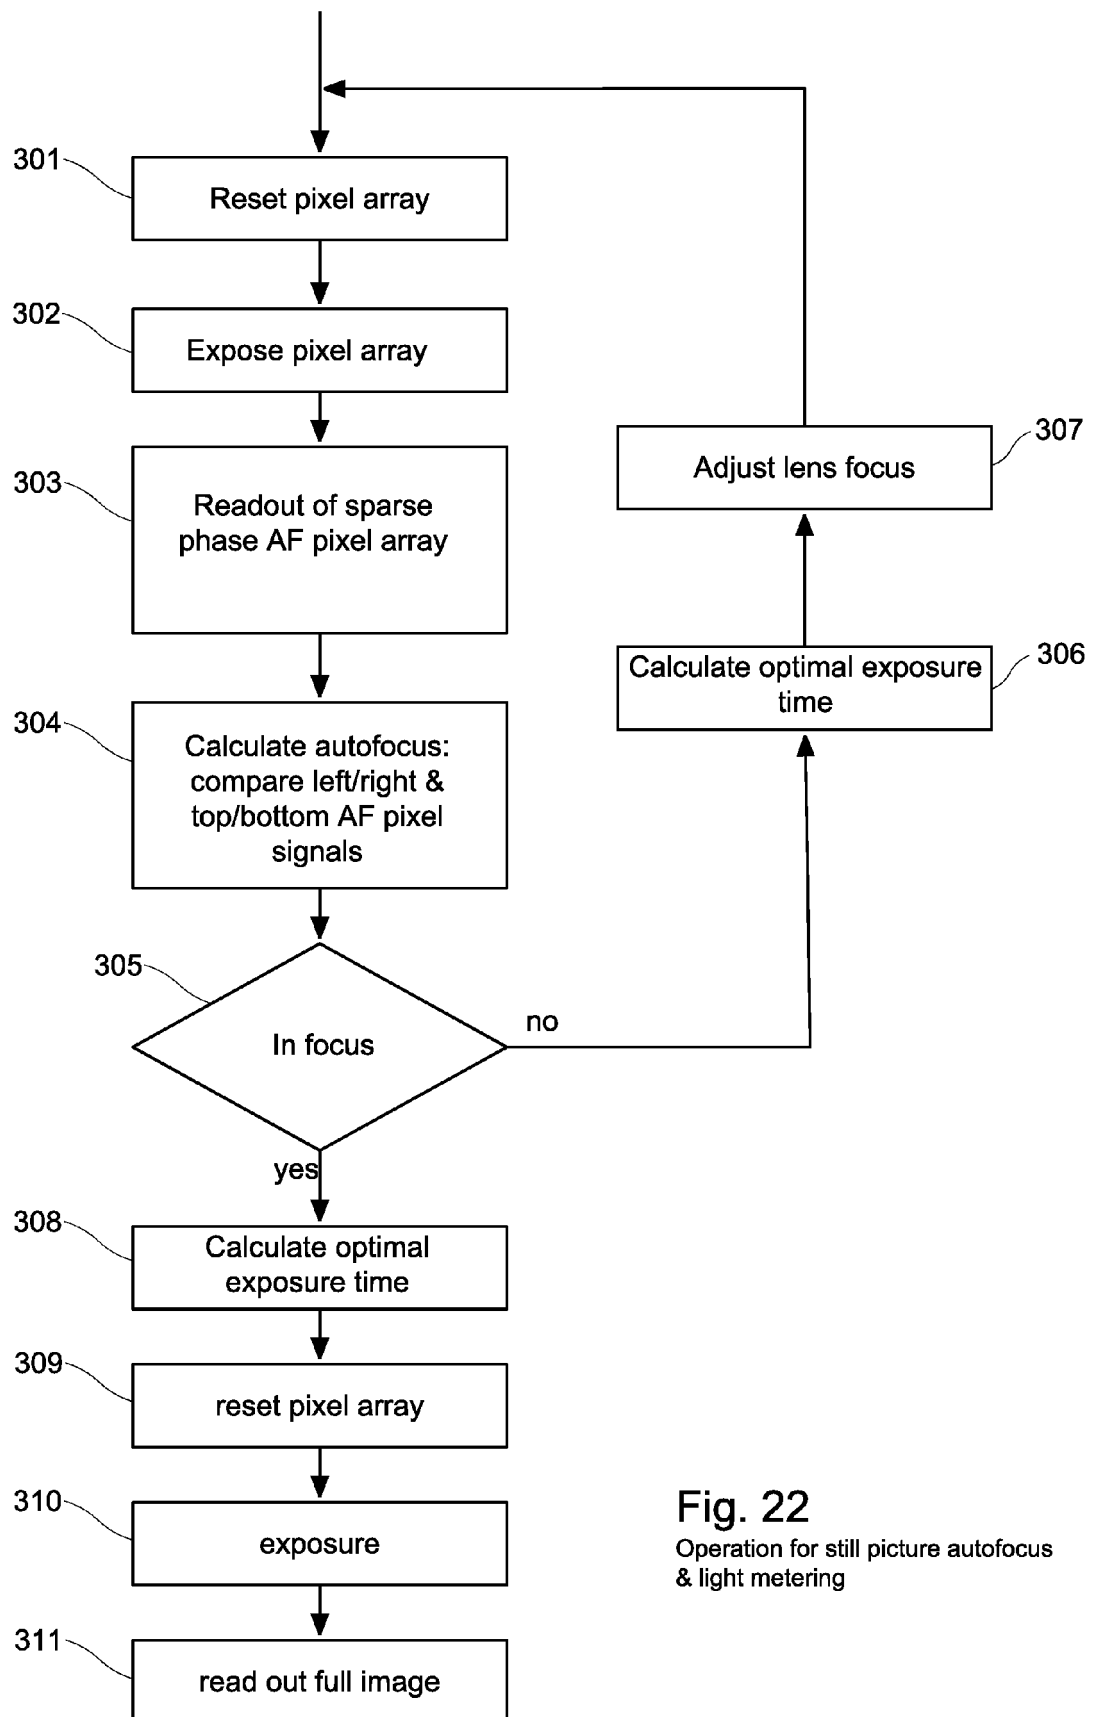 301
Reset pixel array
302
Expose pixel array
303
Readout of sparse
phase AF pixel array
304
Calculate autofocus:
compare left/right &
top/bottom AF pixel
signals
305
In focus
no
yes
306
Calculate optimal exposure
time
307
Adjust lens focus
308
Calculate optimal
exposure time
309
reset pixel array
310
exposure
311
read out full image
Fig. 22
Operation for still picture autofocus
& light metering